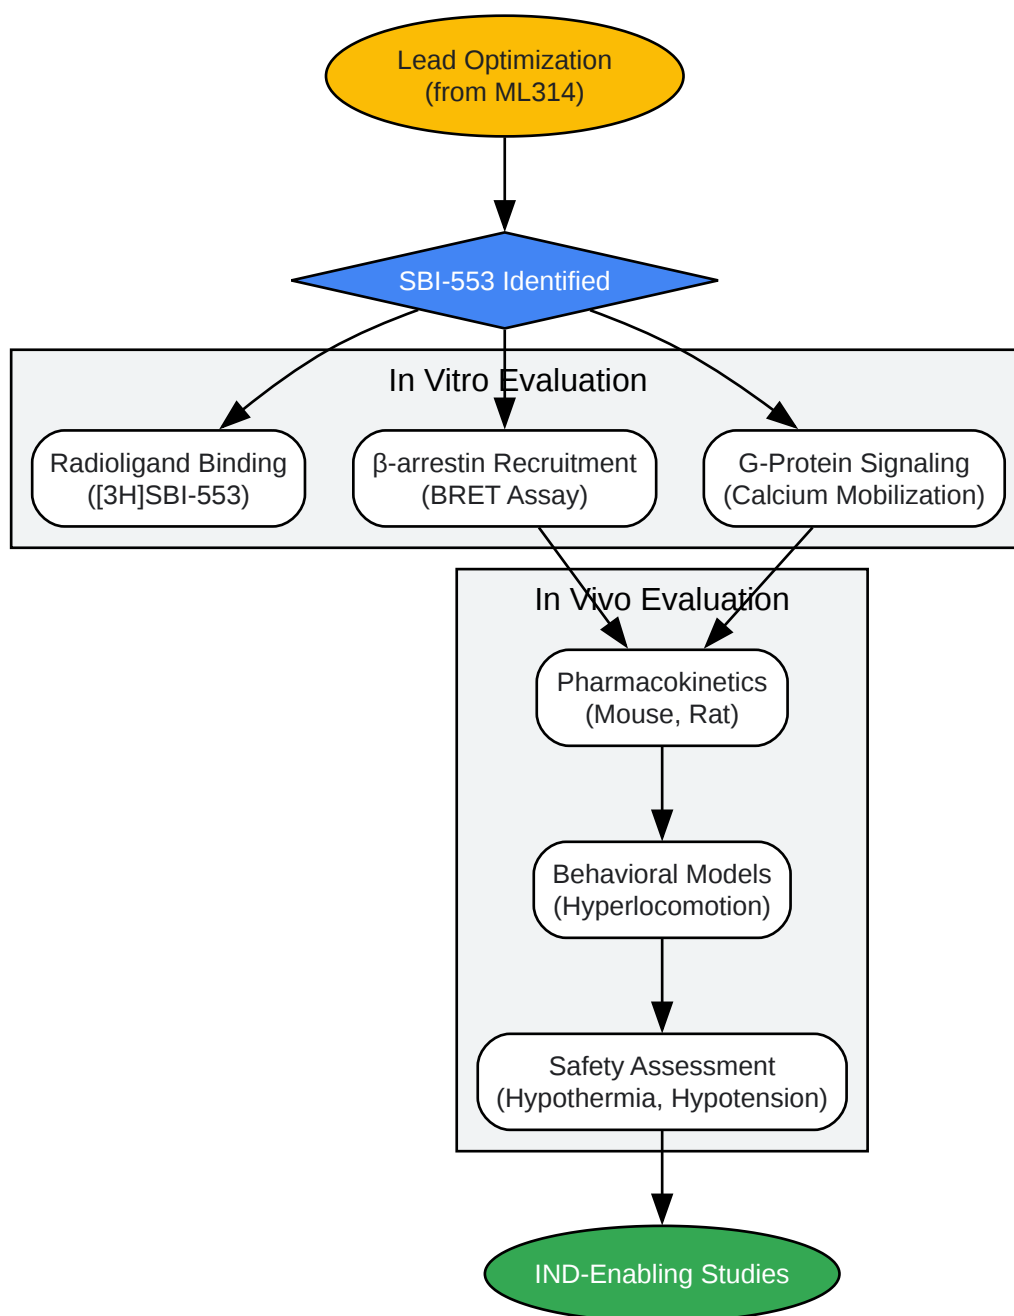 Lead Optimization
(from ML314)
SBI-553 Identified
In Vitro Evaluation
Radioligand Binding
([3H]SBI-553)
β-arrestin Recruitment
(BRET Assay)
G-Protein Signaling
(Calcium Mobilization)
In Vivo Evaluation
Pharmacokinetics
(Mouse, Rat)
Behavioral Models
(Hyperlocomotion)
Safety Assessment
(Hypothermia, Hypotension)
IND-Enabling Studies